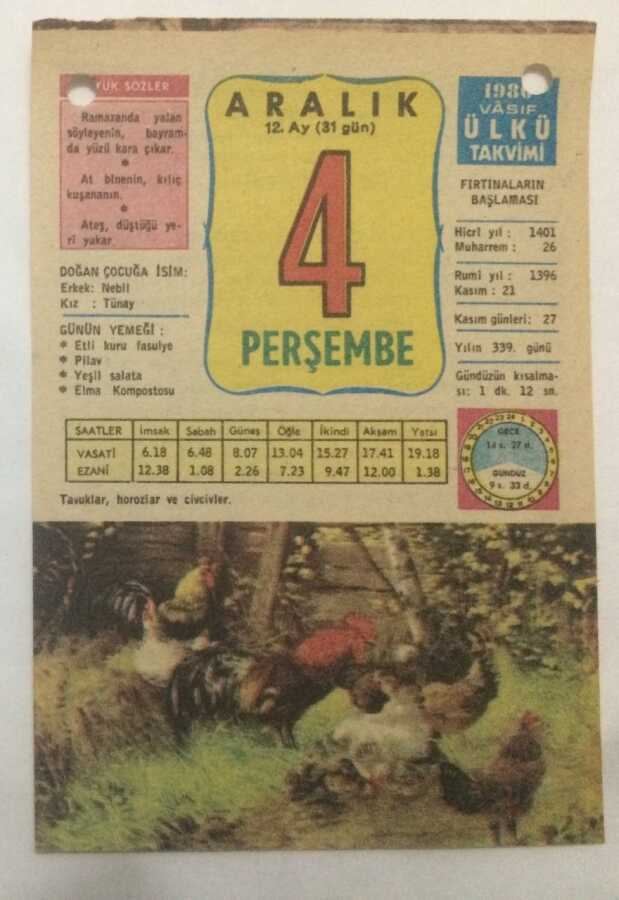 YÜK SÖZLER
Ramazanda yalan
söyleyenin, bayram-
da yüzü kara çıkar.
*
At binenin, kılıç
kuşananın.
*
Ateş, düştüğü ye-
ri yakar.
DOĞAN ÇOCUĞA İSİM:
Erkek: Nebil
Kız : Tünay
GÜNÜN YEMEĞİ :
* Etli kuru fasulye
* Pilav
* Yeşil salata
* Elma Kompostosu
ARALIK
12. Ay (31 gün)
4
PERŞEMBE
1980
VÂSIF
ÜLKÜ
TAKVİMİ
FIRTINALARIN
BAŞLAMASI
Hicrî yıl : 1401
Muharrem : 26
Rumî yıl : 1396
Kasım : 21
Kasım günleri: 27
Yılın 339. günü
Gündüzün kısalma-
sı: 1 dk. 12 sn.
SAATLER İmsak Sabah Güneş Öğle İkindi Akşam Yatsı
VASATİ 6.18 6.48 8.07 13.04 15.27 17.41 19.18
EZANİ 12.38 1.08 2.26 7.23 9.47 12.00 1.38
GECE
14 s. 27 d.
GÜNDÜZ
9 s. 33 d.
Tavuklar, horozlar ve civcivler.